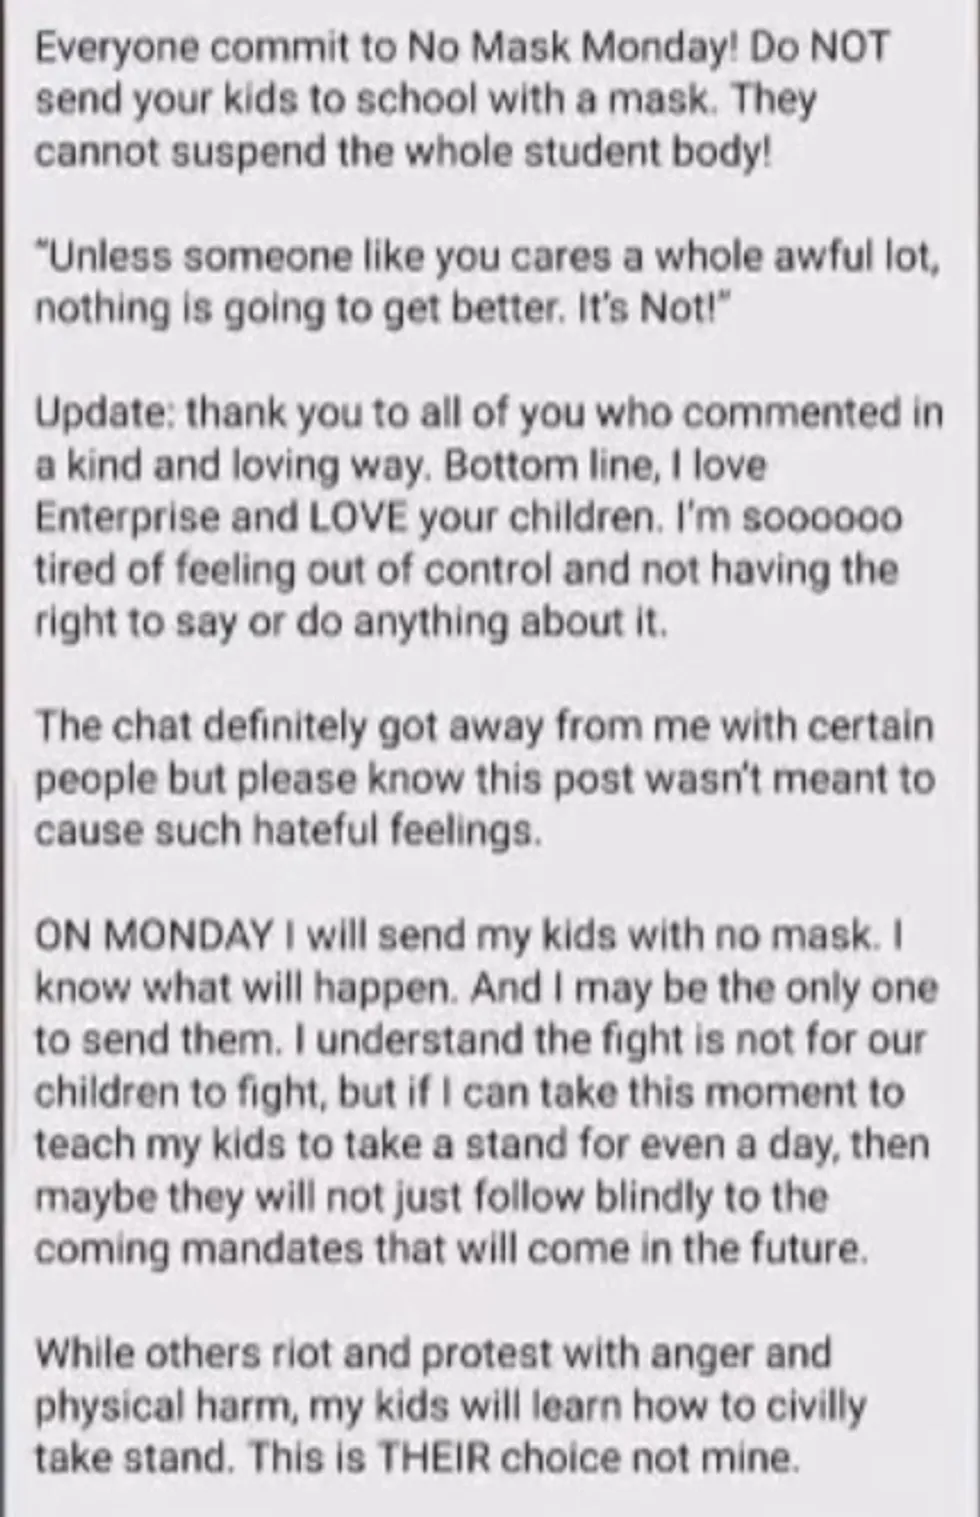 Everyone commit to No Mask Monday! Do NOT
send your kids to school with a mask. They
cannot suspend the whole student body!
“Unless someone like you cares a whole awful lot,
nothing is going to get better. It’s Not!”
Update: thank you to all of you who commented in
a kind and loving way. Bottom line, I love
Enterprise and LOVE your children. I’m soooooo
tired of feeling out of control and not having the
right to say or do anything about it.
The chat definitely got away from me with certain
people but please know this post wasn’t meant to
cause such hateful feelings.
ON MONDAY I will send my kids with no mask. I
know what will happen. And I may be the only one
to send them. I understand the fight is not for our
children to fight, but if I can take this moment to
teach my kids to take a stand for even a day, then
maybe they will not just follow blindly to the
coming mandates that will come in the future.
While others riot and protest with anger and
physical harm, my kids will learn how to civilly
take stand. This is THEIR choice not mine.